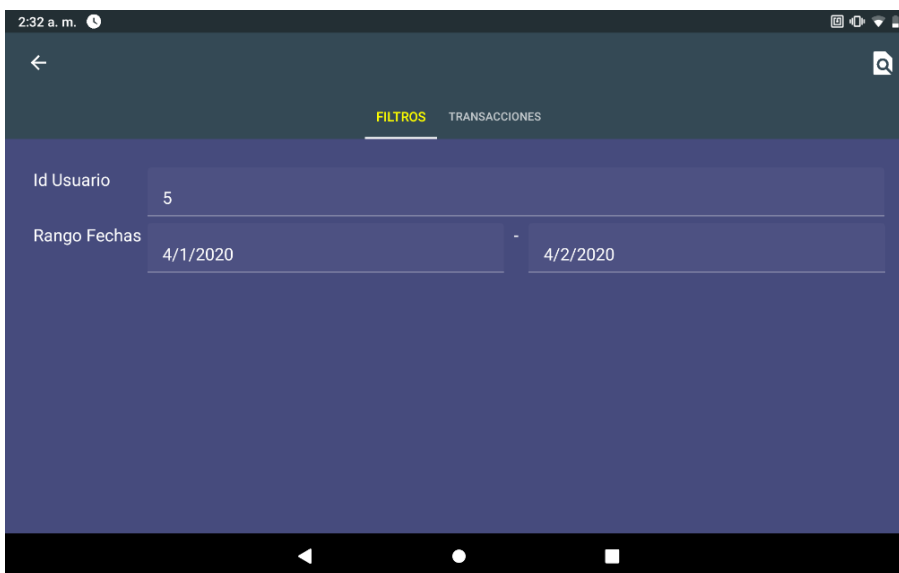 2:32 a. m.
FILTROS TRANSACCIONES
Id Usuario
5
Rango Fechas
4/1/2020 - 4/2/2020